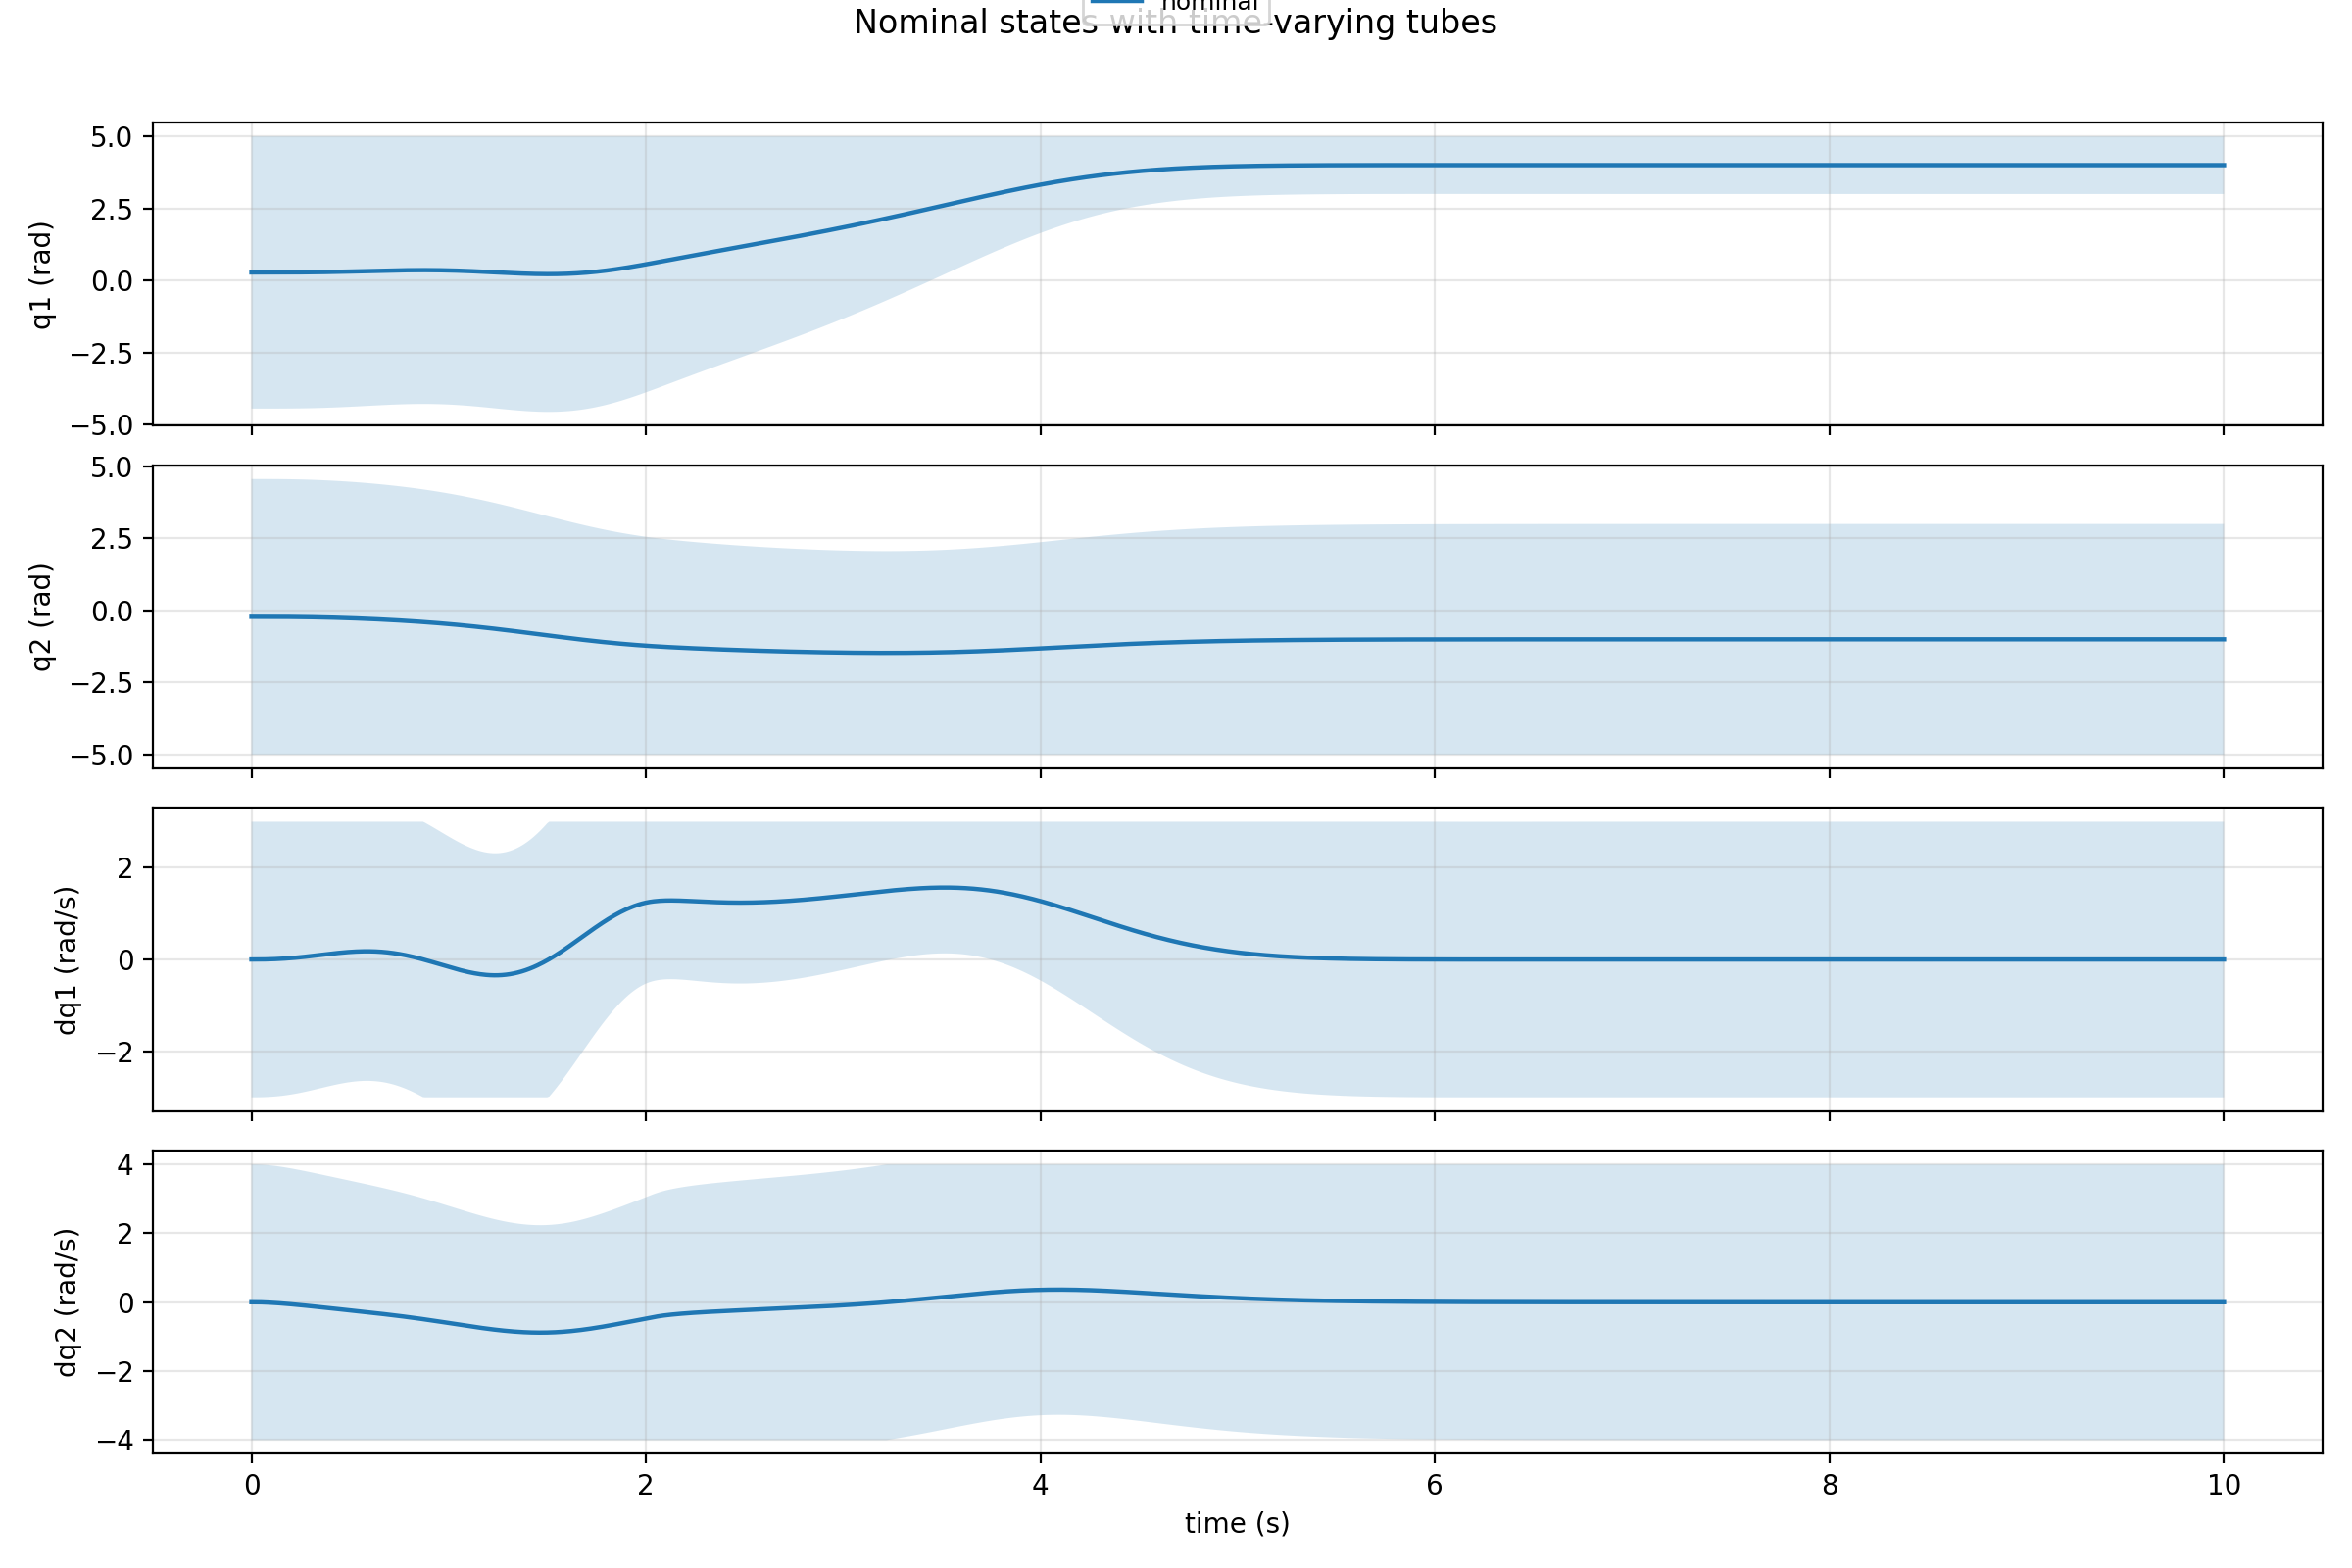 nominal
Nominal states with time-varying tubes
5.0
2.5
0.0
−2.5
−5.0
q1 (rad)
5.0
2.5
0.0
−2.5
−5.0
q2 (rad)
2
0
−2
dq1 (rad/s)
4
2
0
−2
−4
dq2 (rad/s)
0 2 4 6 8 10
time (s)